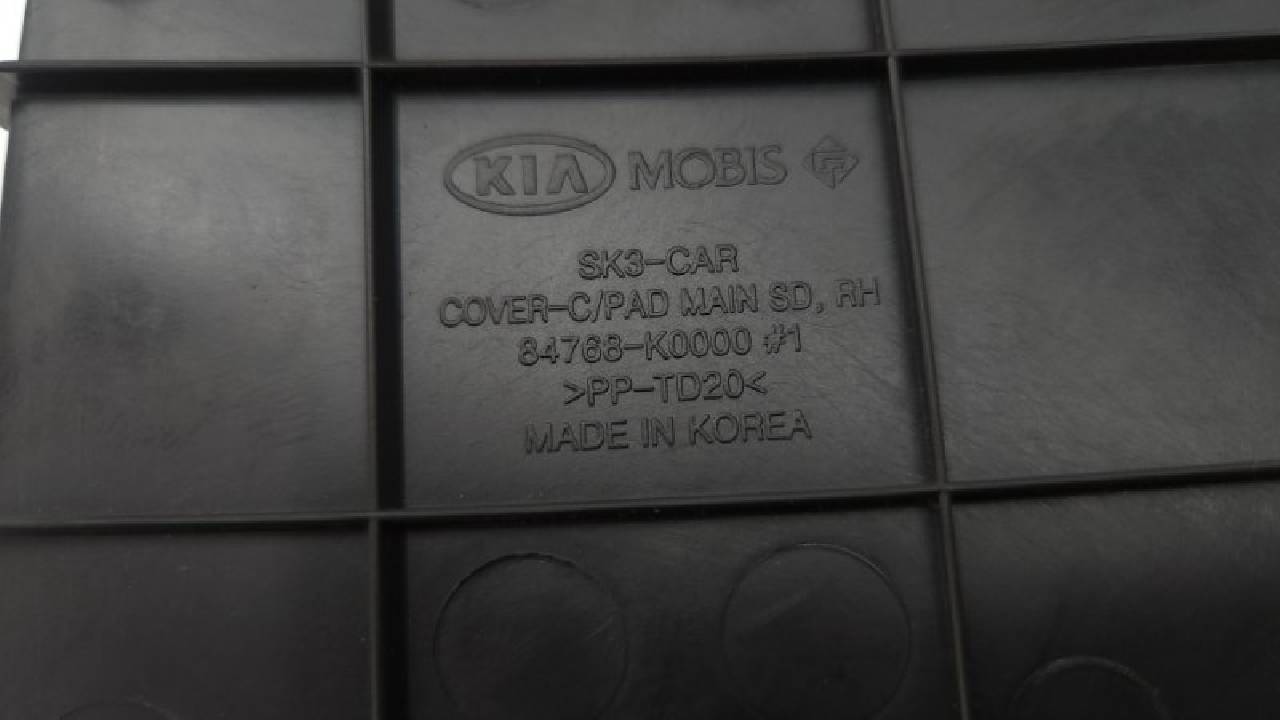 KIA MOBIS
SK3-CAR
COVER-C/PAD MAIN SD, RH
84768-K0000 #1
>PP-TD20<
MADE IN KOREA